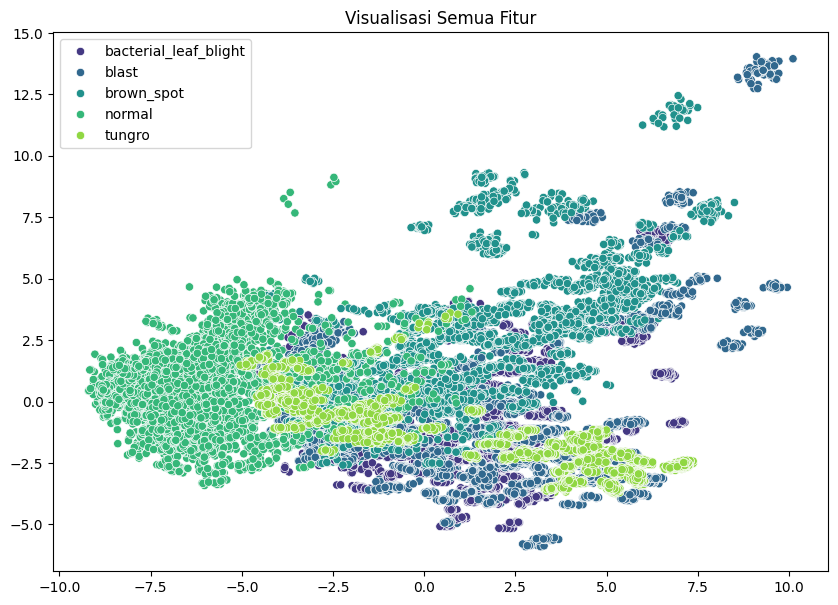 Visualisasi Semua Fitur
bacterial_leaf_blight
blast
brown_spot
normal
tungro
15.0
12.5
10.0
7.5
5.0
2.5
0.0
−2.5
−5.0
−10.0 −7.5 −5.0 −2.5 0.0 2.5 5.0 7.5 10.0